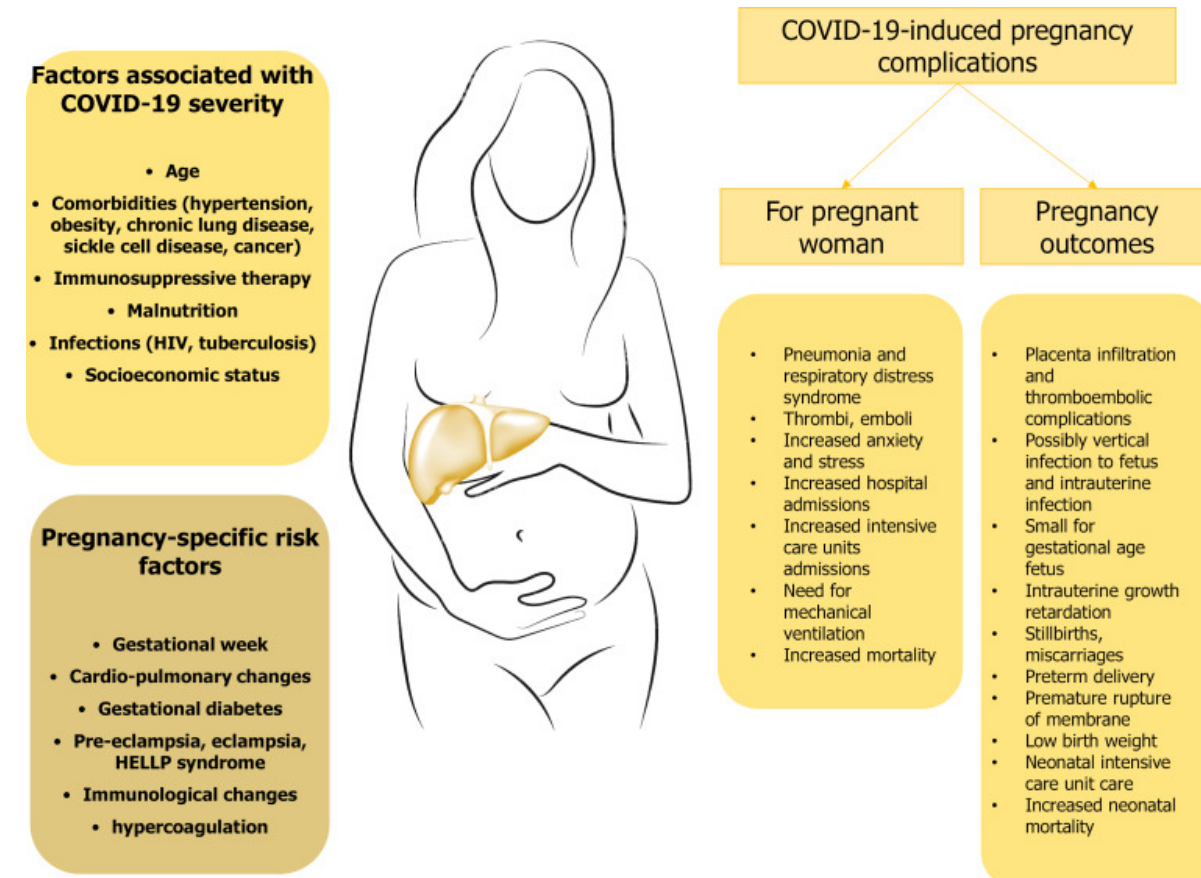 Factors associated with
COVID-19 severity
• Age
• Comorbidities (hypertension,
obesity, chronic lung disease,
sickle cell disease, cancer)
• Immunosuppressive therapy
• Malnutrition
• Infections (HIV, tuberculosis)
• Socioeconomic status
Pregnancy-specific risk
factors
• Gestational week
• Cardio-pulmonary changes
• Gestational diabetes
• Pre-eclampsia, eclampsia,
HELLP syndrome
• Immunological changes
• hypercoagulation
COVID-19-induced pregnancy
complications
For pregnant
woman
• Pneumonia and
respiratory distress
syndrome
• Thrombi, emboli
• Increased anxiety
and stress
• Increased hospital
admissions
• Increased intensive
care units
admissions
• Need for
mechanical
ventilation
• Increased mortality
Pregnancy
outcomes
• Placenta infiltration
and
thromboembolic
complications
• Possibly vertical
infection to fetus
and intrauterine
infection
• Small for
gestational age
fetus
• Intrauterine growth
retardation
• Stillbirths,
miscarriages
• Preterm delivery
• Premature rupture
of membrane
• Low birth weight
• Neonatal intensive
care unit care
• Increased neonatal
mortality